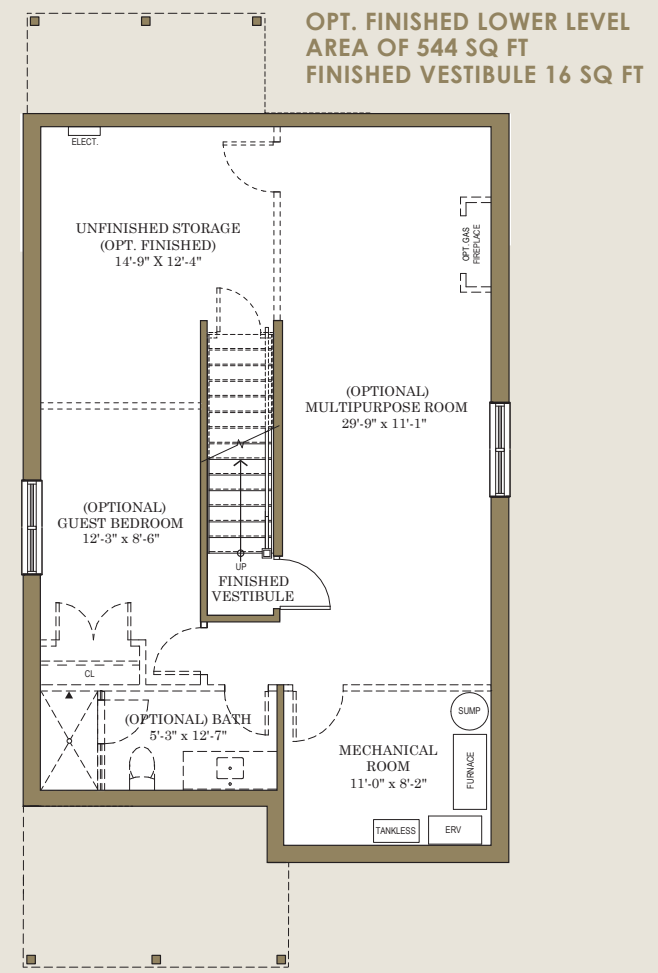 OPT. FINISHED LOWER LEVEL
AREA OF 544 SQ FT
FINISHED VESTIBULE 16 SQ FT
ELECT.
UNFINISHED STORAGE
(OPT. FINISHED)
14'-9" X 12'-4"
OPT. GAS
FIREPLACE
(OPTIONAL)
MULTIPURPOSE ROOM
29'-9" x 11'-1"
(OPTIONAL)
GUEST BEDROOM
12'-3" x 8'-6"
UP
FINISHED
VESTIBULE
CL
(OPTIONAL) BATH
5'-3" x 12'-7"
SUMP
MECHANICAL
ROOM
11'-0" x 8'-2"
FURNACE
TANKLESS
ERV